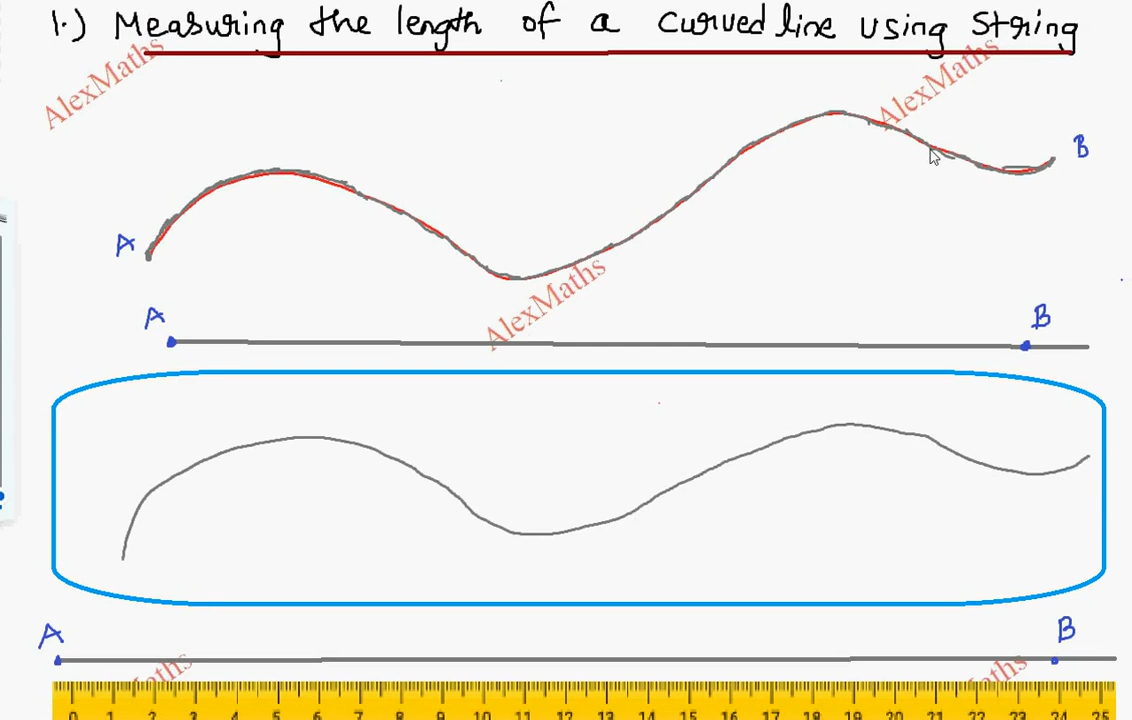 1.) Measuring the length of a curved line using String
AlexMaths
AlexMaths
B
A
AlexMaths
A
B
A
B
Maths
Maths
0 1 2 3 4 5 6 7 8 9 10 11 12 13 14 15 16 17 18 19 20 21 22 23 24 25